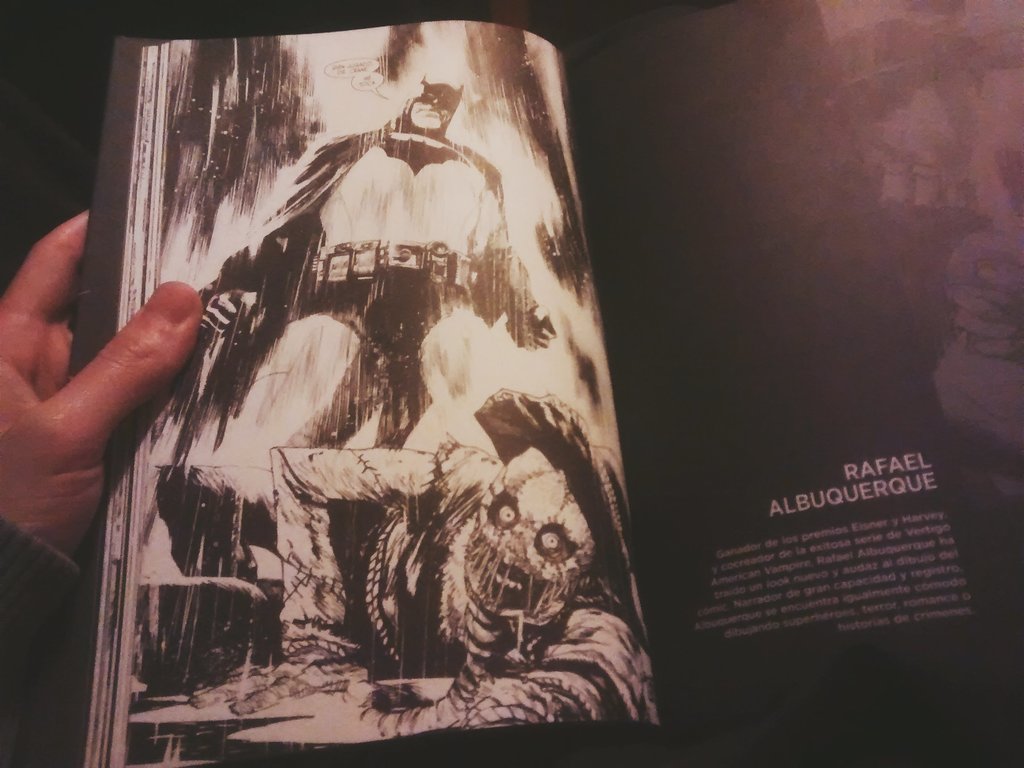 RAFAEL
ALBUQUERQUE
Ganador de los premios Eisner y Harvey,
y cocreador de la exitosa serie de Vertigo
American Vampire, Rafael Albuquerque ha
traído un look nuevo y audaz al dibujo del
cómic. Narrador de gran capacidad y registro,
Albuquerque se encuentra igualmente cómodo
dibujando superhéroes, terror, romance o
historias de crímenes